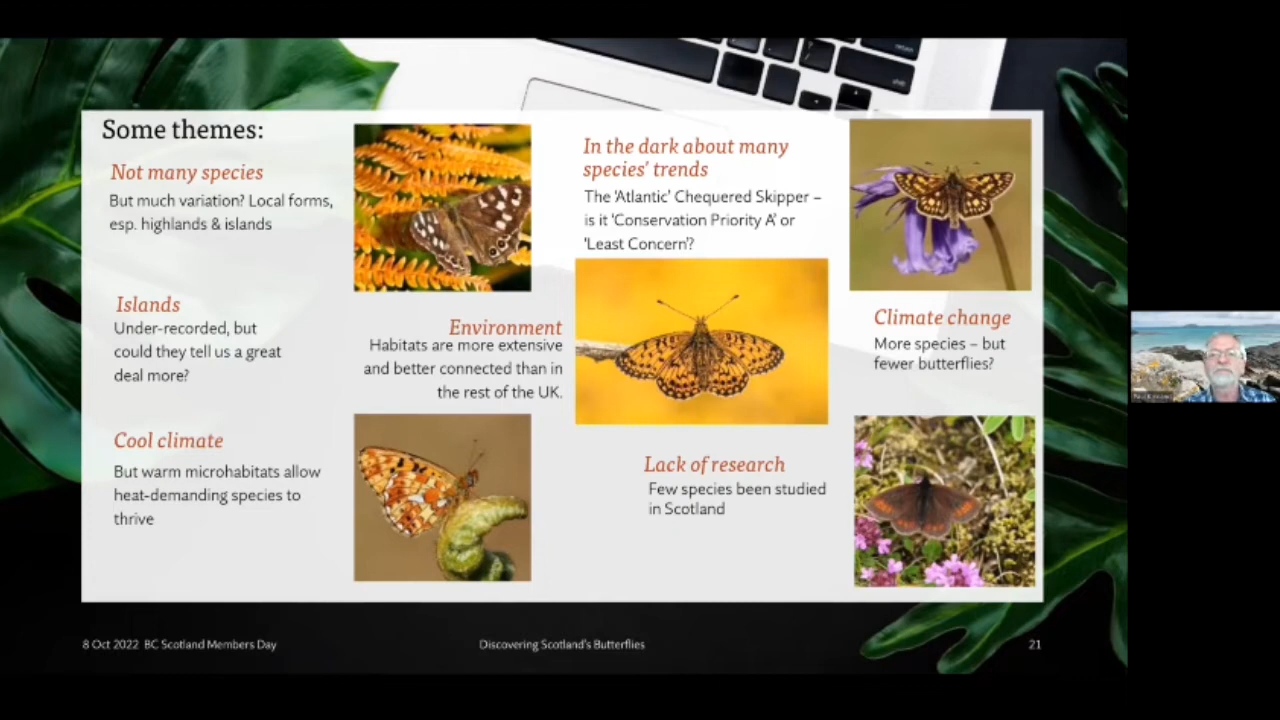 Some themes:
Not many species
But much variation? Local forms,
esp. highlands & islands
Islands
Under-recorded, but
could they tell us a great
deal more?
Cool climate
But warm microhabitats allow
heat-demanding species to
thrive
Environment
Habitats are more extensive
and better connected than in
the rest of the UK.
In the dark about many
species' trends
The 'Atlantic' Chequered Skipper –
is it 'Conservation Priority A' or
'Least Concern'?
Lack of research
Few species been studied
in Scotland
Climate change
More species – but
fewer butterflies?
8 Oct 2022 BC Scotland Members Day
Discovering Scotland's Butterflies
21
return
shift